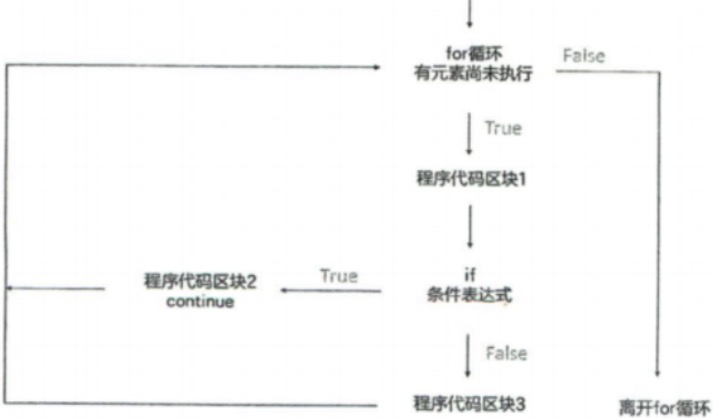 for循环
有元素尚未执行
False
True
程序代码区块1
if
条件表达式
True
程序代码区块2
continue
False
程序代码区块3
离开for循环